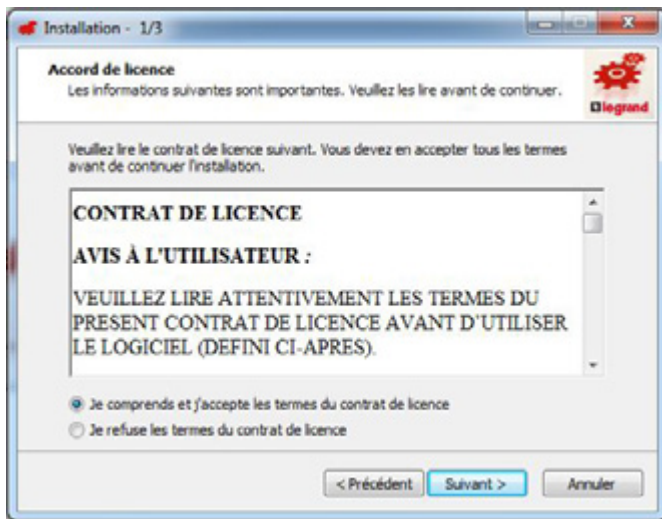 Installation - 1/3
Accord de licence
Les informations suivantes sont importantes. Veuillez les lire avant de continuer.
legrand
Veuillez lire le contrat de licence suivant. Vous devez en accepter tous les termes
avant de continuer l'installation.
CONTRAT DE LICENCE
AVIS À L'UTILISATEUR :
VEUILLEZ LIRE ATTENTIVEMENT LES TERMES DU
PRESENT CONTRAT DE LICENCE AVANT D'UTILISER
LE LOGICIEL (DEFINI CI-APRES).
Je comprends et j'accepte les termes du contrat de licence
Je refuse les termes du contrat de licence
< Précédent Suivant > Annuler